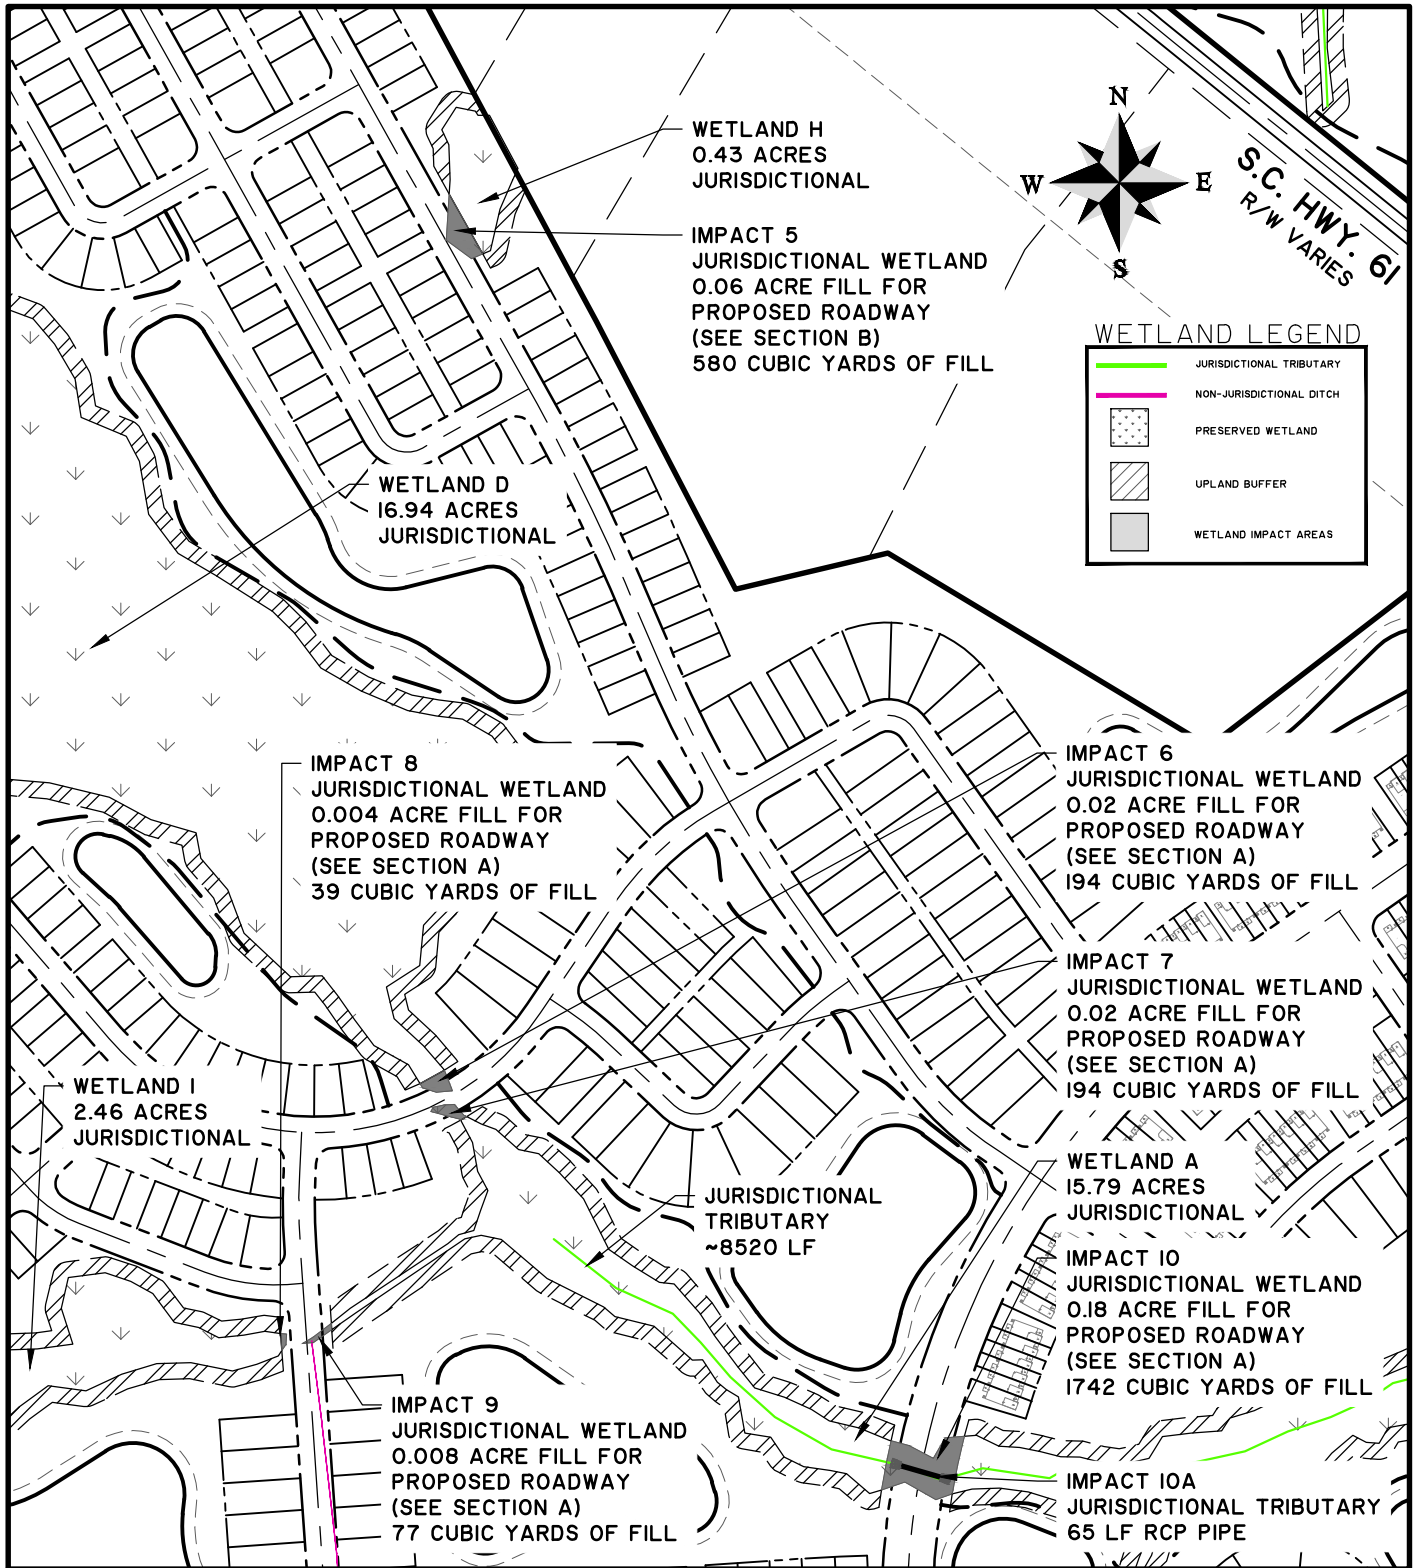 WETLAND H
0.43 ACRES
JURISDICTIONAL
IMPACT 5
JURISDICTIONAL WETLAND
0.06 ACRE FILL FOR
PROPOSED ROADWAY
(SEE SECTION B)
580 CUBIC YARDS OF FILL
N
W
E
S
S.C. HWY. 61
R/W VARIES
WETLAND LEGEND
JURISDICTIONAL TRIBUTARY
NON-JURISDICTIONAL DITCH
PRESERVED WETLAND
UPLAND BUFFER
WETLAND IMPACT AREAS
WETLAND D
16.94 ACRES
JURISDICTIONAL
IMPACT 8
JURISDICTIONAL WETLAND
0.004 ACRE FILL FOR
PROPOSED ROADWAY
(SEE SECTION A)
39 CUBIC YARDS OF FILL
IMPACT 6
JURISDICTIONAL WETLAND
0.02 ACRE FILL FOR
PROPOSED ROADWAY
(SEE SECTION A)
194 CUBIC YARDS OF FILL
IMPACT 7
JURISDICTIONAL WETLAND
0.02 ACRE FILL FOR
PROPOSED ROADWAY
(SEE SECTION A)
194 CUBIC YARDS OF FILL
WETLAND I
2.46 ACRES
JURISDICTIONAL
JURISDICTIONAL
TRIBUTARY
~8520 LF
WETLAND A
15.79 ACRES
JURISDICTIONAL
IMPACT 10
JURISDICTIONAL WETLAND
0.18 ACRE FILL FOR
PROPOSED ROADWAY
(SEE SECTION A)
1742 CUBIC YARDS OF FILL
IMPACT 9
JURISDICTIONAL WETLAND
0.008 ACRE FILL FOR
PROPOSED ROADWAY
(SEE SECTION A)
77 CUBIC YARDS OF FILL
IMPACT 10A
JURISDICTIONAL TRIBUTARY
65 LF RCP PIPE